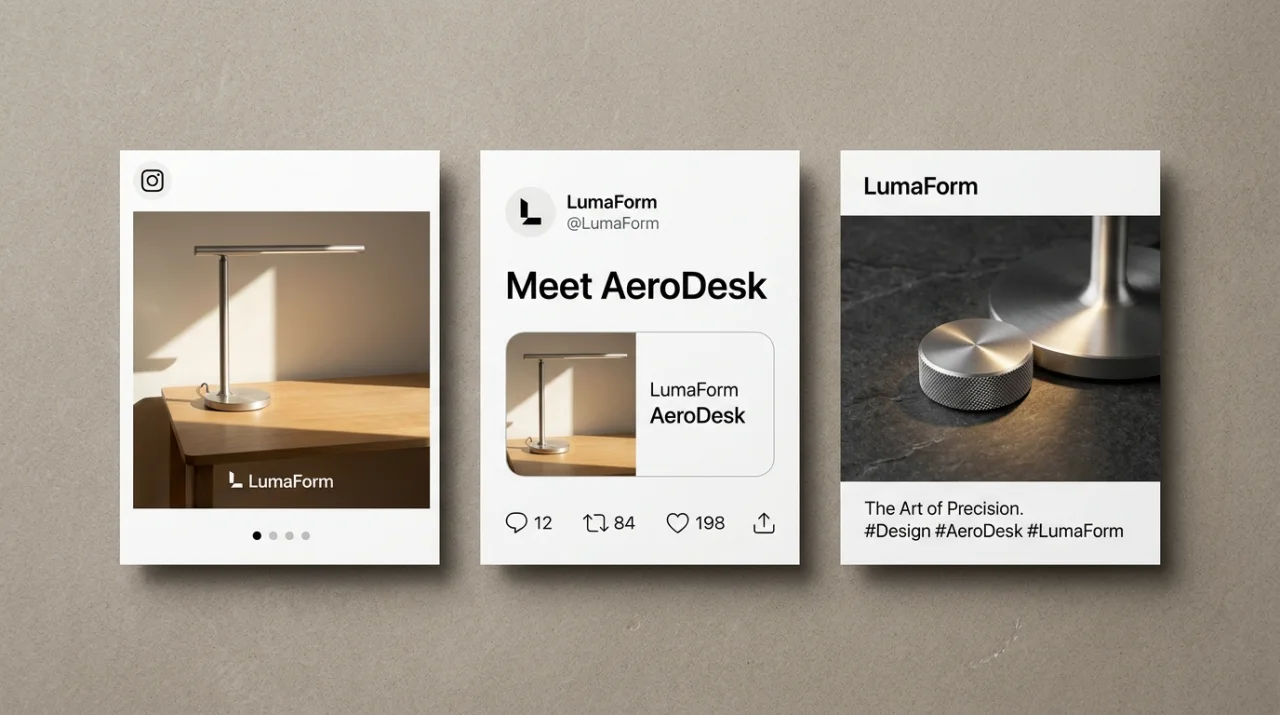 LumaForm
LumaForm
@LumaForm
Meet AeroDesk
LumaForm
AeroDesk
12 84 198
LumaForm
The Art of Precision.
#Design #AeroDesk #LumaForm